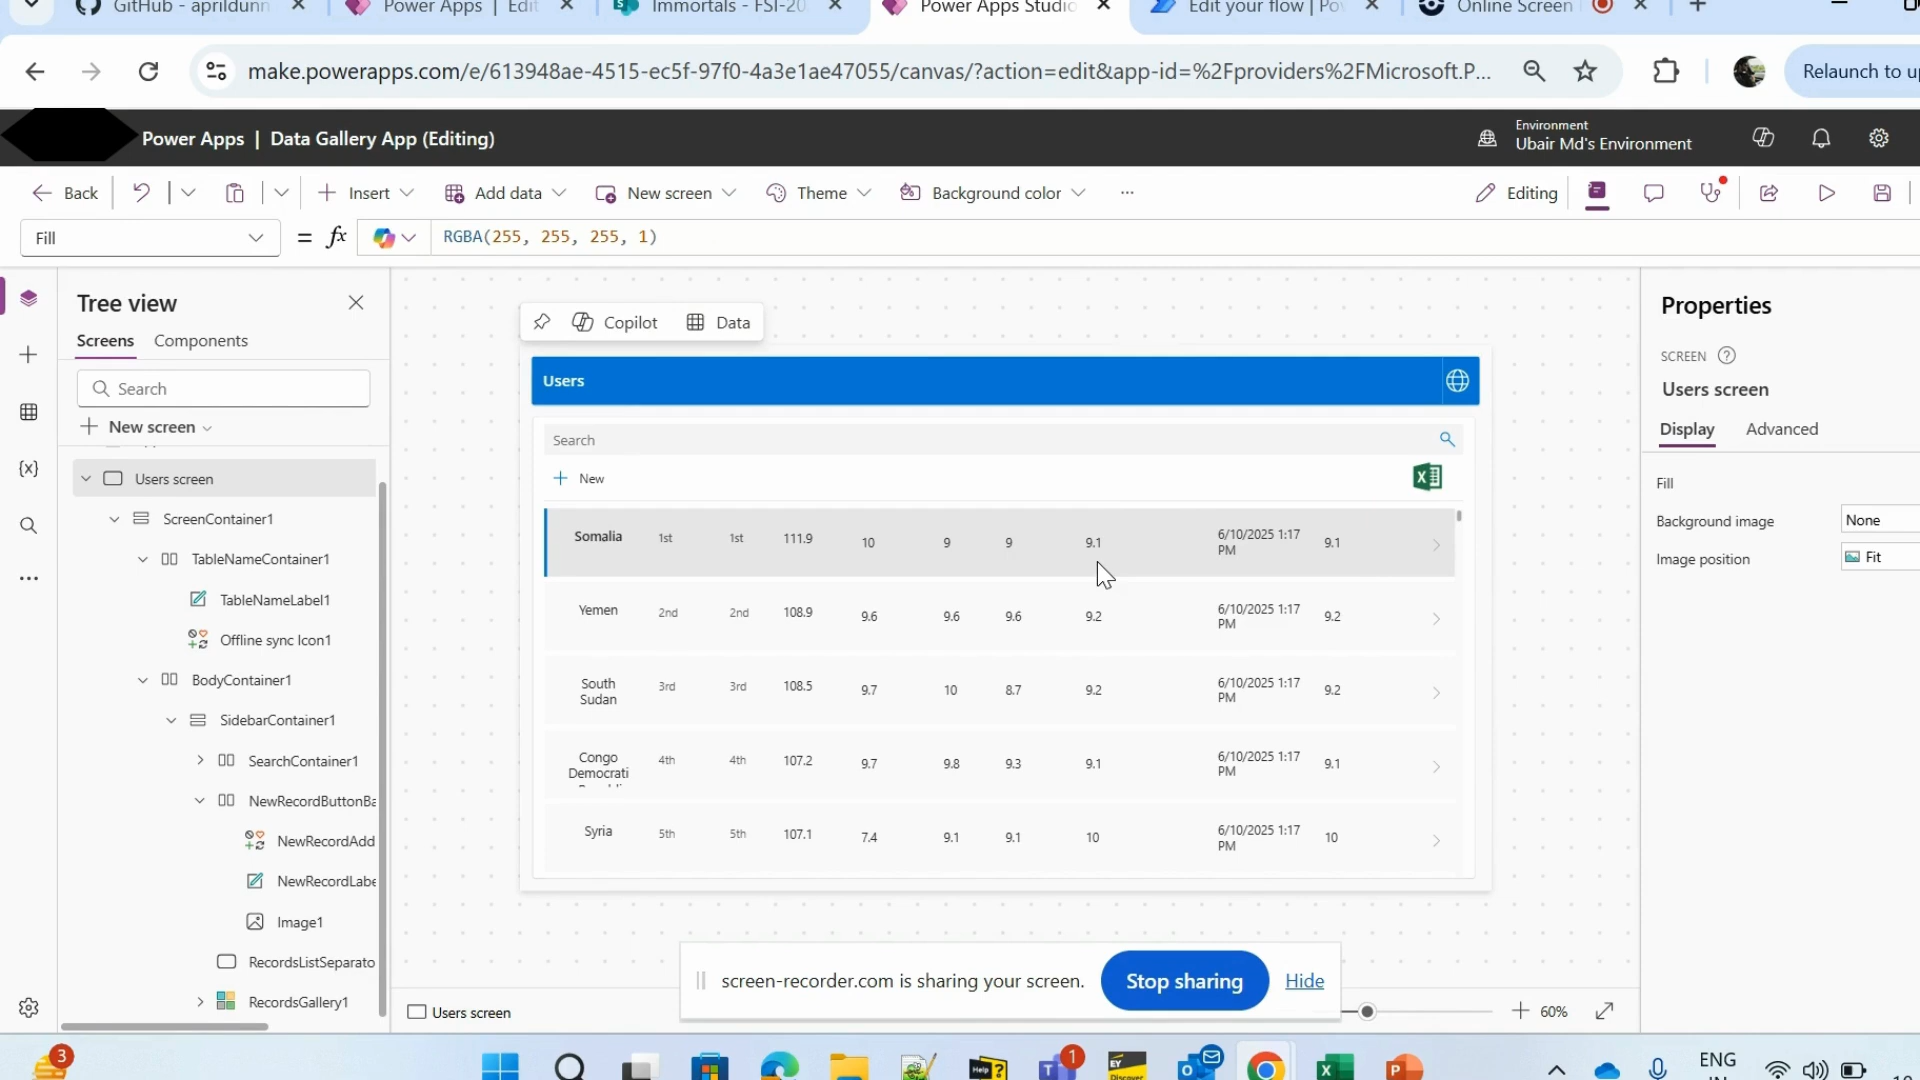 GitHub - aprildunn
Power Apps | Edit
Immortals - FSI-20
Power Apps Studio
Edit your flow | Po
Online Screen
make.powerapps.com/e/613948ae-4515-ec5f-97f0-4a3e1ae47055/canvas/?action=edit&app-id=%2Fproviders%2FMicrosoft.P...
Relaunch to up
Power Apps | Data Gallery App (Editing)
Environment
Ubair Md's Environment
Back
Insert
Add data
New screen
Theme
Background color
...
Editing
Fill
= fx
RGBA(255, 255, 255, 1)
Tree view
Screens
Components
Search
New screen
Users screen
ScreenContainer1
TableNameContainer1
TableNameLabel1
Offline sync Icon1
BodyContainer1
SidebarContainer1
SearchContainer1
NewRecordButtonBa
NewRecordAdd
NewRecordLabe
Image1
RecordsListSeparato
RecordsGallery1
Copilot
Data
Users
Search
New
Somalia 1st 1st 111.9 10 9 9 9.1 6/10/2025 1:17 PM 9.1
Yemen 2nd 2nd 108.9 9.6 9.6 9.6 9.2 6/10/2025 1:17 PM 9.2
South Sudan 3rd 3rd 108.5 9.7 10 8.7 9.2 6/10/2025 1:17 PM 9.2
Congo Democrati 4th 4th 107.2 9.7 9.8 9.3 9.1 6/10/2025 1:17 PM 9.1
Syria 5th 5th 107.1 7.4 9.1 9.1 10 6/10/2025 1:17 PM 10
Properties
SCREEN
Users screen
Display
Advanced
Fill
Background image
None
Image position
Fit
screen-recorder.com is sharing your screen.
Stop sharing
Hide
Users screen
60%
3
Help ?
1
EY
Discover
ENG